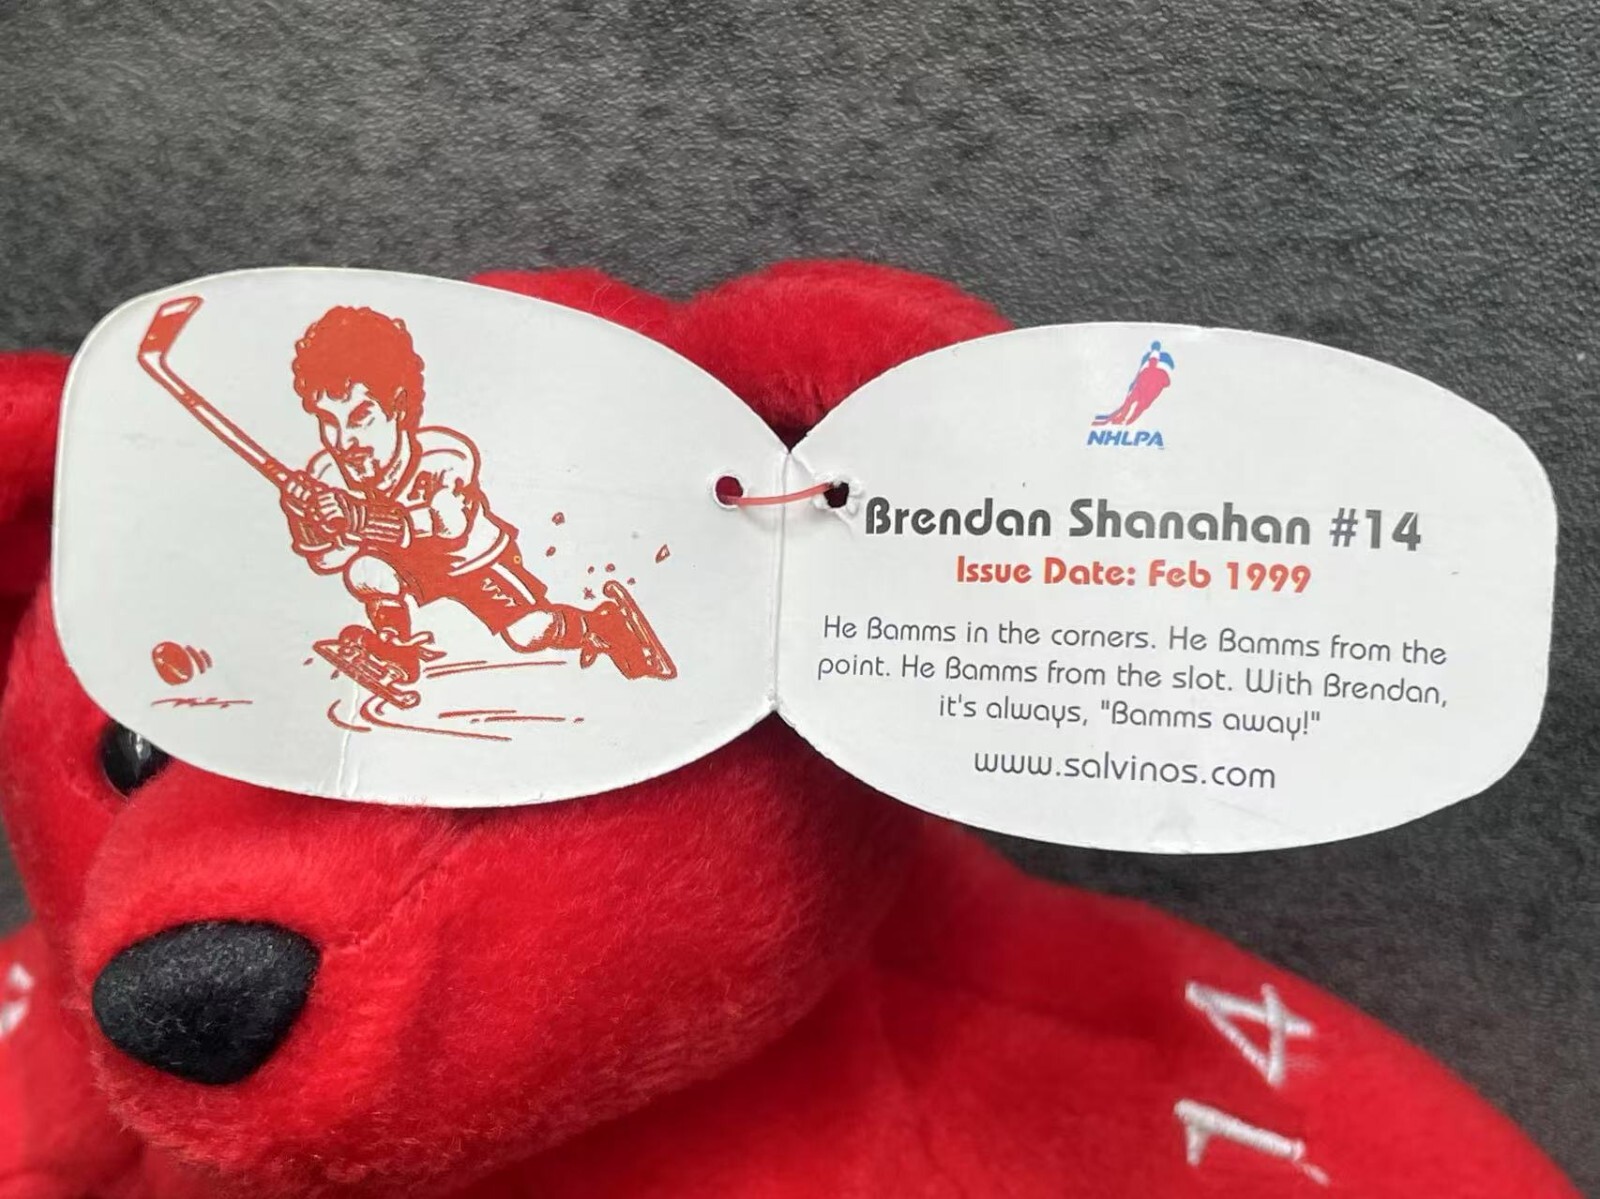 NHLPA
Brendan Shanahan #14
Issue Date: Feb 1999
He Bamms in the corners. He Bamms from the
point. He Bamms from the slot. With Brendan,
it's always, "Bamms away!"
www.salvinos.com
14